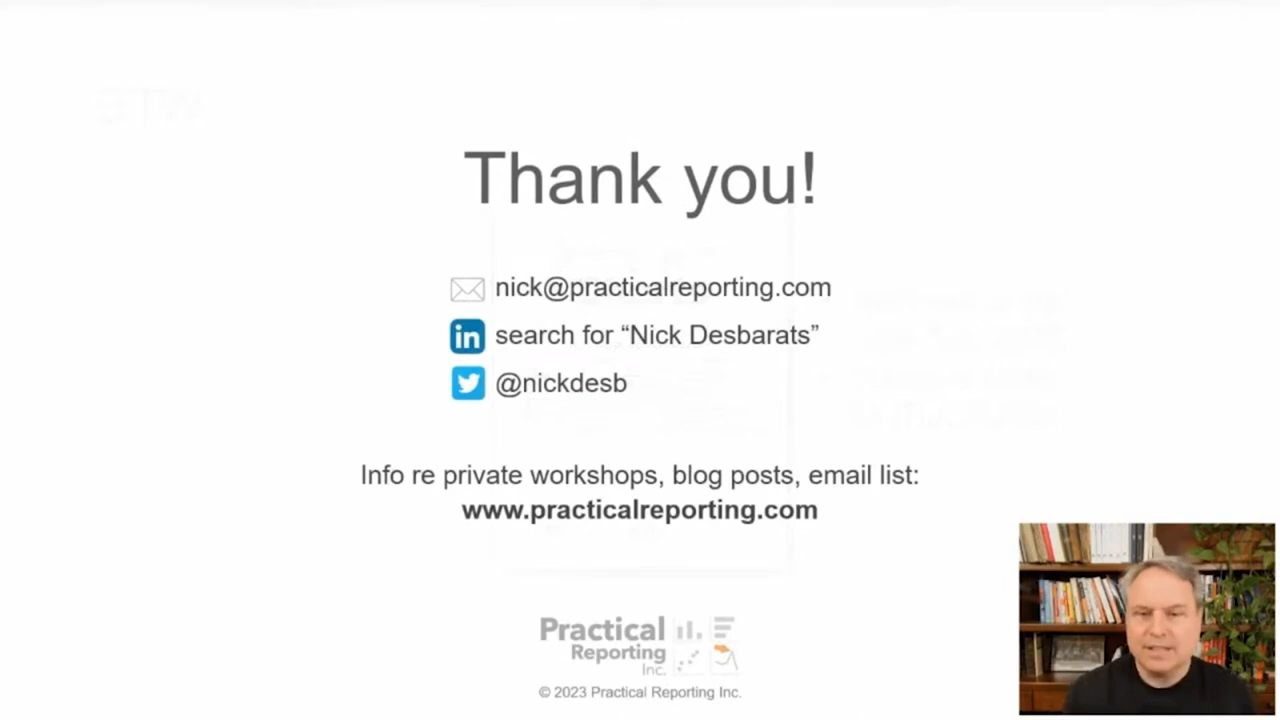 Thank you!
nick@practicalreporting.com
in search for “Nick Desbarats”
@nickdesb
Info re private workshops, blog posts, email list:
www.practicalreporting.com
Practical
Reporting
Inc.
© 2023 Practical Reporting Inc.